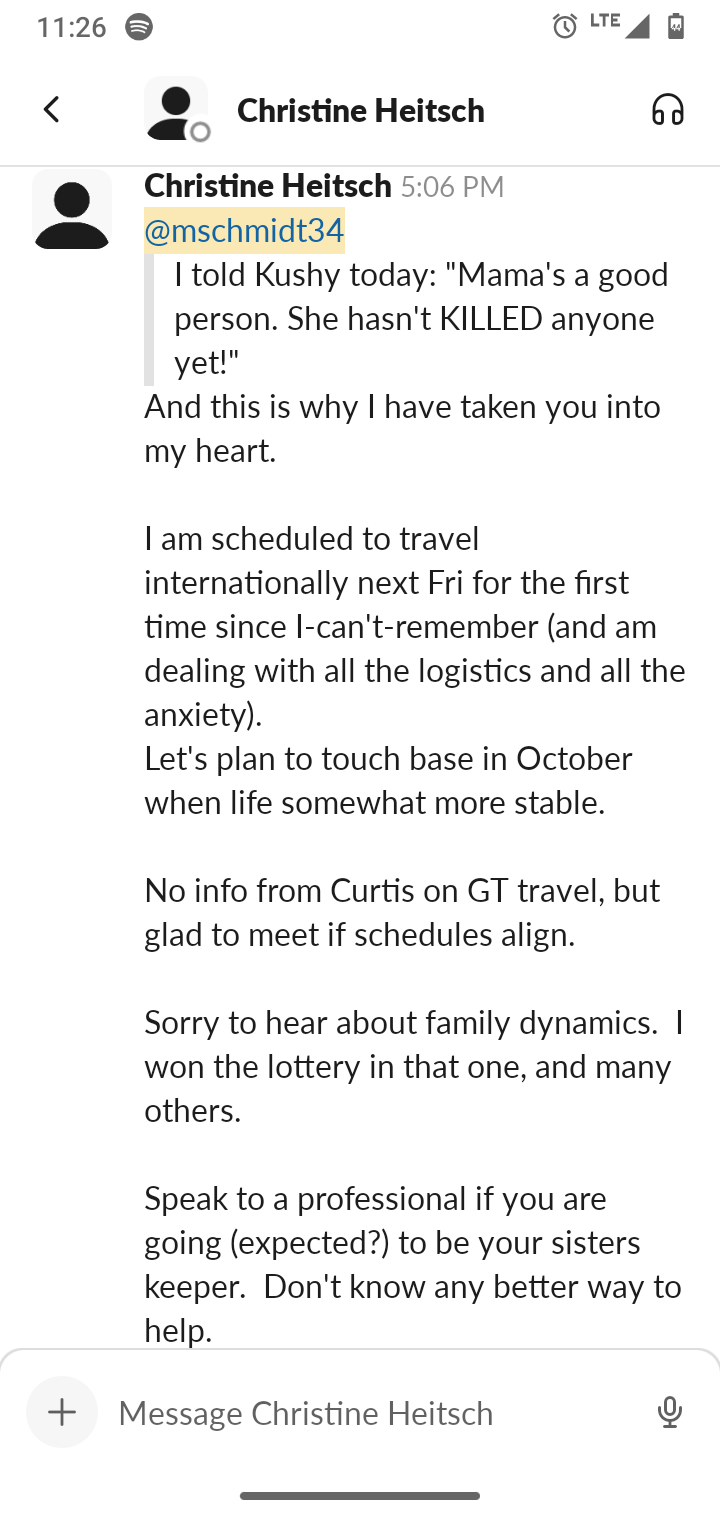 11:26
LTE
44
Christine Heitsch
Christine Heitsch 5:06 PM
@mschmidt34
I told Kushy today: "Mama's a good
person. She hasn't KILLED anyone
yet!"
And this is why I have taken you into
my heart.
I am scheduled to travel
internationally next Fri for the first
time since I-can't-remember (and am
dealing with all the logistics and all the
anxiety).
Let's plan to touch base in October
when life somewhat more stable.
No info from Curtis on GT travel, but
glad to meet if schedules align.
Sorry to hear about family dynamics.  I
won the lottery in that one, and many
others.
Speak to a professional if you are
going (expected?) to be your sisters
keeper.  Don't know any better way to
help.
Message Christine Heitsch